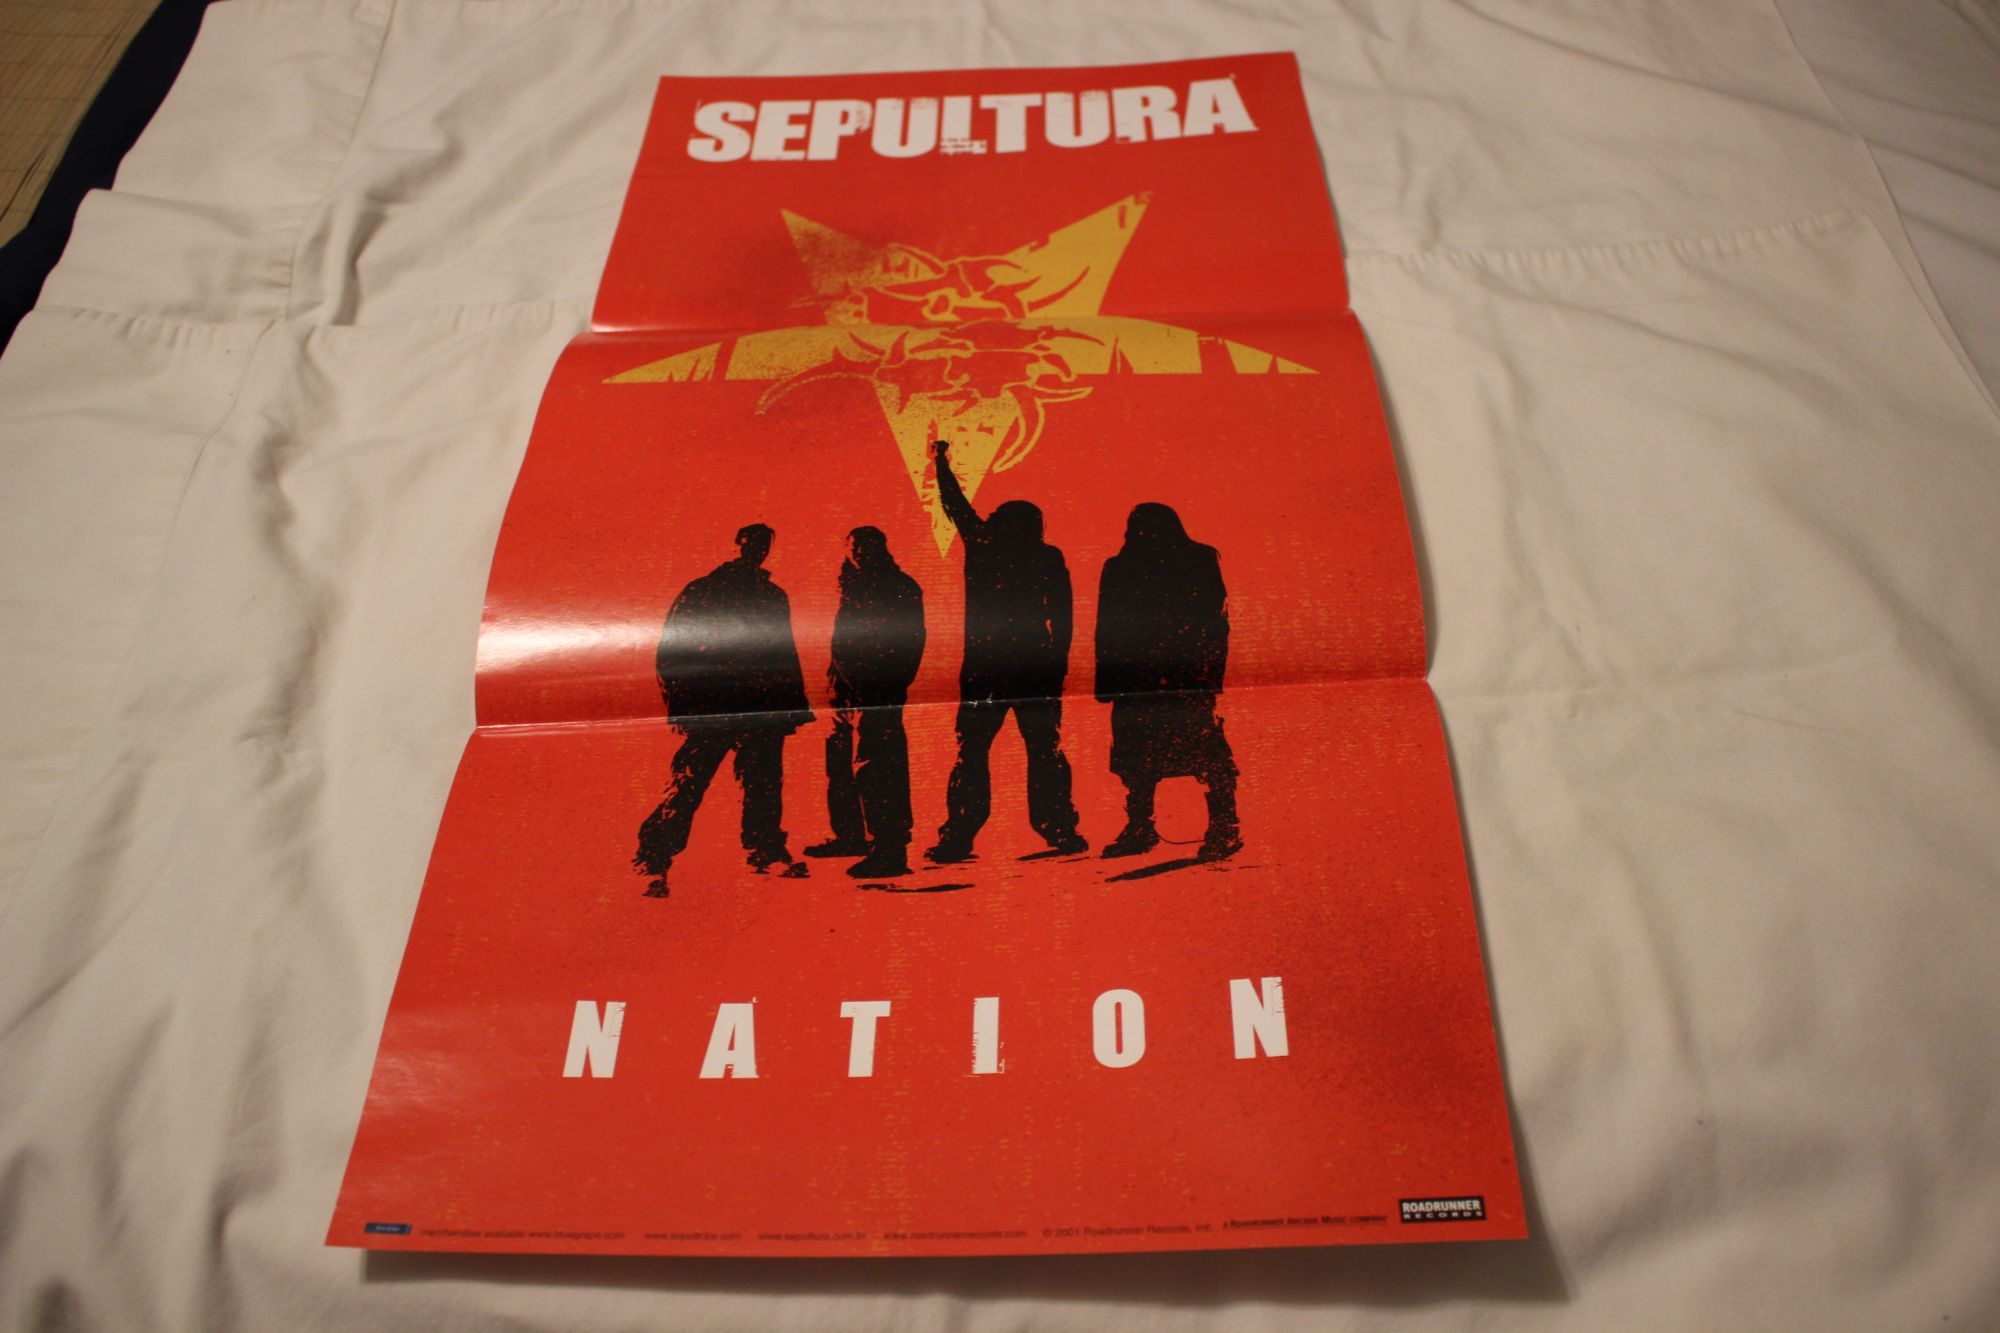 SEPULTURA
NATION
ROADRUNNER
RECORDS
merchandise available www.bluegrape.com www.sepultribe.com www.sepultura.com.br www.roadrunnerrecords.com © 2001 Roadrunner Records, Inc. A ROADRUNNER ARCADE MUSIC COMPANY